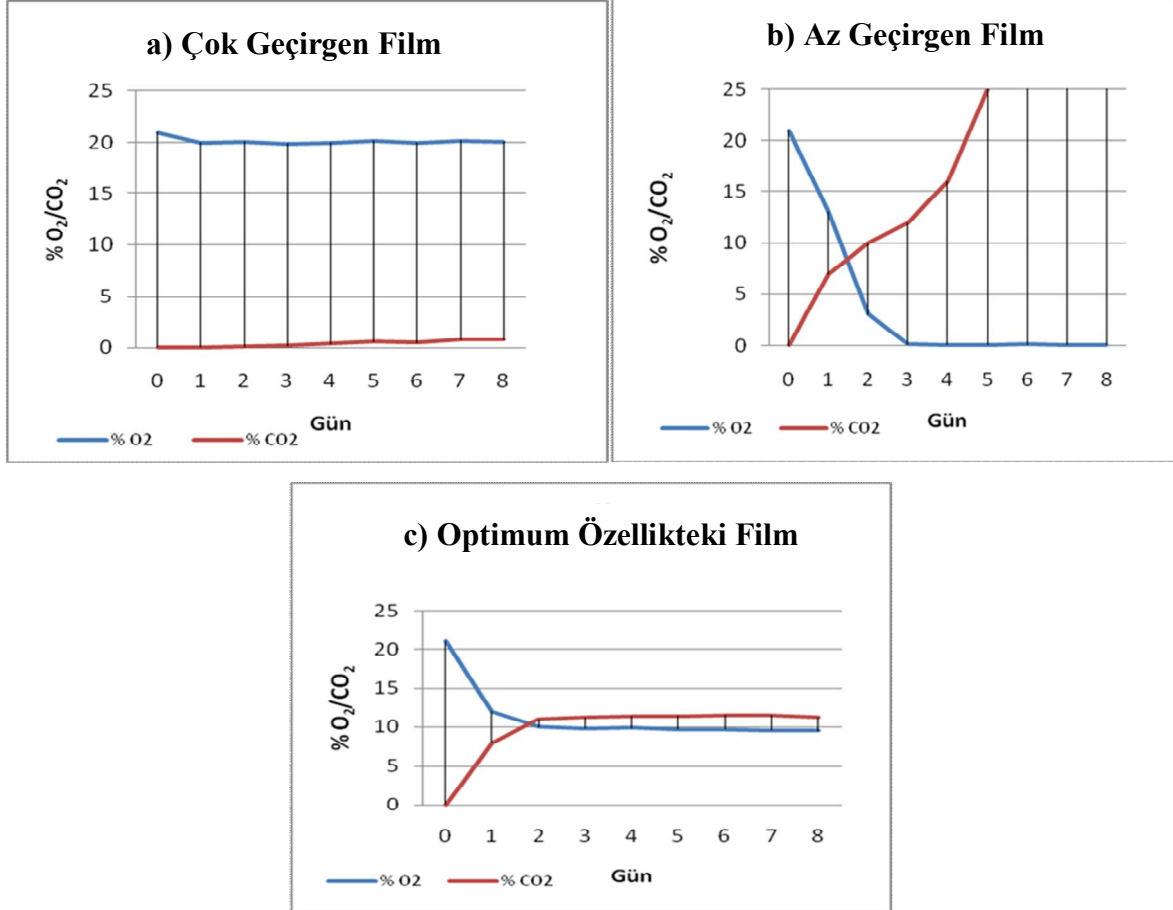 a) Çok Geçirgen Film
25
20
15
10
5
0
% O₂/CO₂
0 1 2 3 4 5 6 7 8
Gün
% O2 % CO2
b) Az Geçirgen Film
25
20
15
10
5
0
% O₂/CO₂
0 1 2 3 4 5 6 7 8
Gün
% O2 % CO2
c) Optimum Özellikteki Film
25
20
15
10
5
0
% O₂/CO₂
0 1 2 3 4 5 6 7 8
Gün
% O2 % CO2